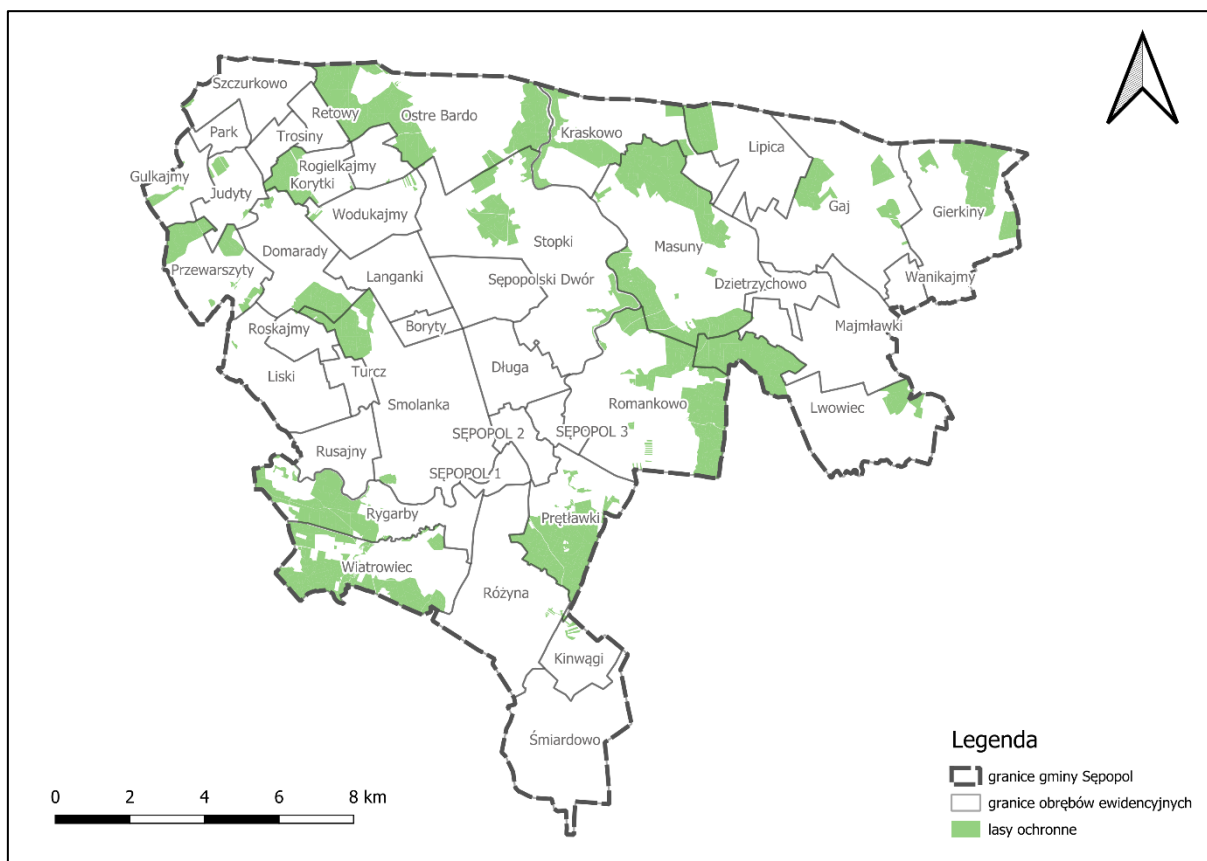 Szczurkowo
Retowy
Ostre Bardo
Park
Trosiny
Kraskowo
Lipica
Rogielkajmy
Gulkajmy
Korytki
Judyty
Wodukajmy
Gaj
Gierkiny
Domarady
Stopki
Masuny
Przewarszyty
Langanki
Sępopolski Dwór
Dzietrzychowo
Wanikajmy
Roskajmy
Boryty
Majmławki
Liski
Turcz
Długa
Smolanka
Romankowo
Lwowiec
SĘPOPOL 2
SĘPOPOL 3
Rusajny
SĘPOPOL 1
Rygarby
Prętławki
Wiatrowiec
Różyna
Kinwągi
Śmiardowo
Legenda
granice gminy Sępopol
granice obrębów ewidencyjnych
lasy ochronne
0 2 4 6 8 km